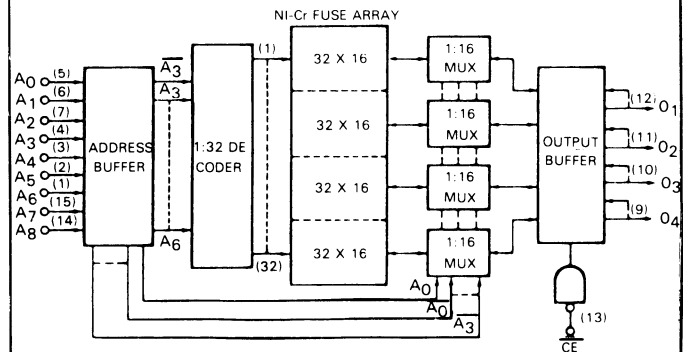 NI-Cr FUSE ARRAY
A0 (5)
A1 (6)
A2 (7)
A3 (4)
A4 (3)
A5 (2)
A6 (1)
A7 (15)
A8 (14)
ADDRESS
BUFFER
A3
A3
A6
1:32 DE
CODER
(1)
(32)
32 X 16
32 X 16
32 X 16
32 X 16
1:16
MUX
1:16
MUX
1:16
MUX
1:16
MUX
A0
A0
A3
OUTPUT
BUFFER
(12) O1
(11) O2
(10) O3
(9) O4
(13)
CE